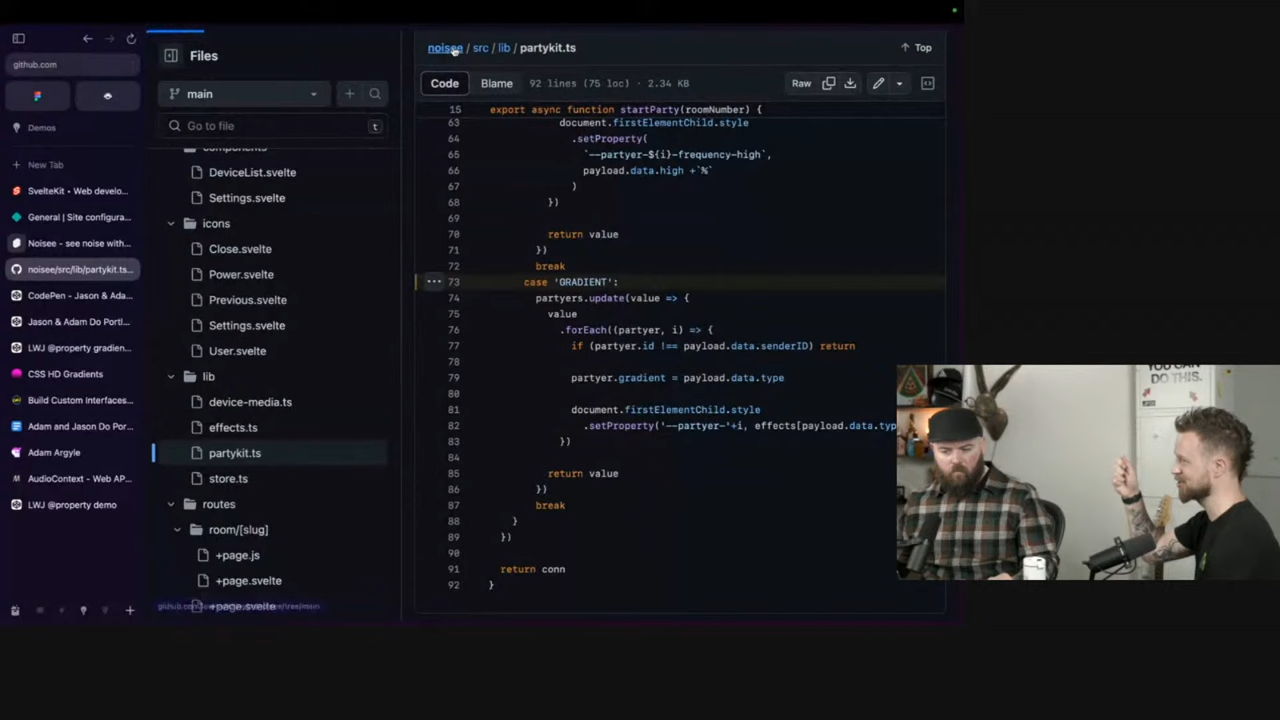 github.com
Demos
New Tab
SvelteKit • Web develo...
General | Site configura...
Noisee - see noise with...
noisee/src/lib/partykit.ts...
CodePen - Jason & Ada...
Jason & Adam Do Portl...
LWJ @property gradien...
CSS HD Gradients
Build Custom Interfaces...
Adam and Jason Do Por...
Adam Argyle
AudioContext - Web AP...
LWJ @property demo
Files
main
Go to file
t
components
DeviceList.svelte
Settings.svelte
icons
Close.svelte
Power.svelte
Previous.svelte
Settings.svelte
User.svelte
lib
device-media.ts
effects.ts
partykit.ts
store.ts
routes
room/[slug]
+page.js
+page.svelte
+page.svelte
noisee / src / lib / partykit.ts
Top
Code
Blame
92 lines (75 loc) · 2.34 KB
Raw
15 export async function startParty(roomNumber) {
63 document.firstElementChild.style
64 .setProperty(
65 `--partyer-${i}-frequency-high`,
66 payload.data.high +`%`
67 )
68 })
69
70 return value
71 })
72 break
73 case 'GRADIENT':
74 partyers.update(value => {
75 value
76 .forEach((partyer, i) => {
77 if (partyer.id !== payload.data.senderID) return
78
79 partyer.gradient = payload.data.type
80
81 document.firstElementChild.style
82 .setProperty('--partyer-'+i, effects[payload.data.typ
83 })
84
85 return value
86 })
87 break
88 }
89 })
90
91 return conn
92 }
YOU CAN
DO THIS.